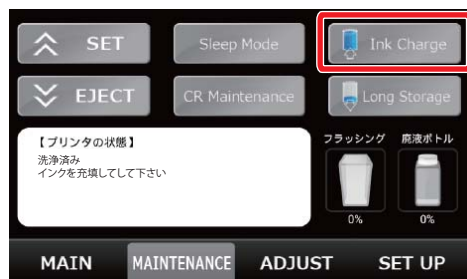 SET
Sleep Mode
Ink Charge
EJECT
CR Maintenance
Long Storage
【プリンタの状態】
洗浄済み
インクを充填してして下さい
フラッシング
廃液ボトル
0%
0%
MAIN
MAINTENANCE
ADJUST
SET UP